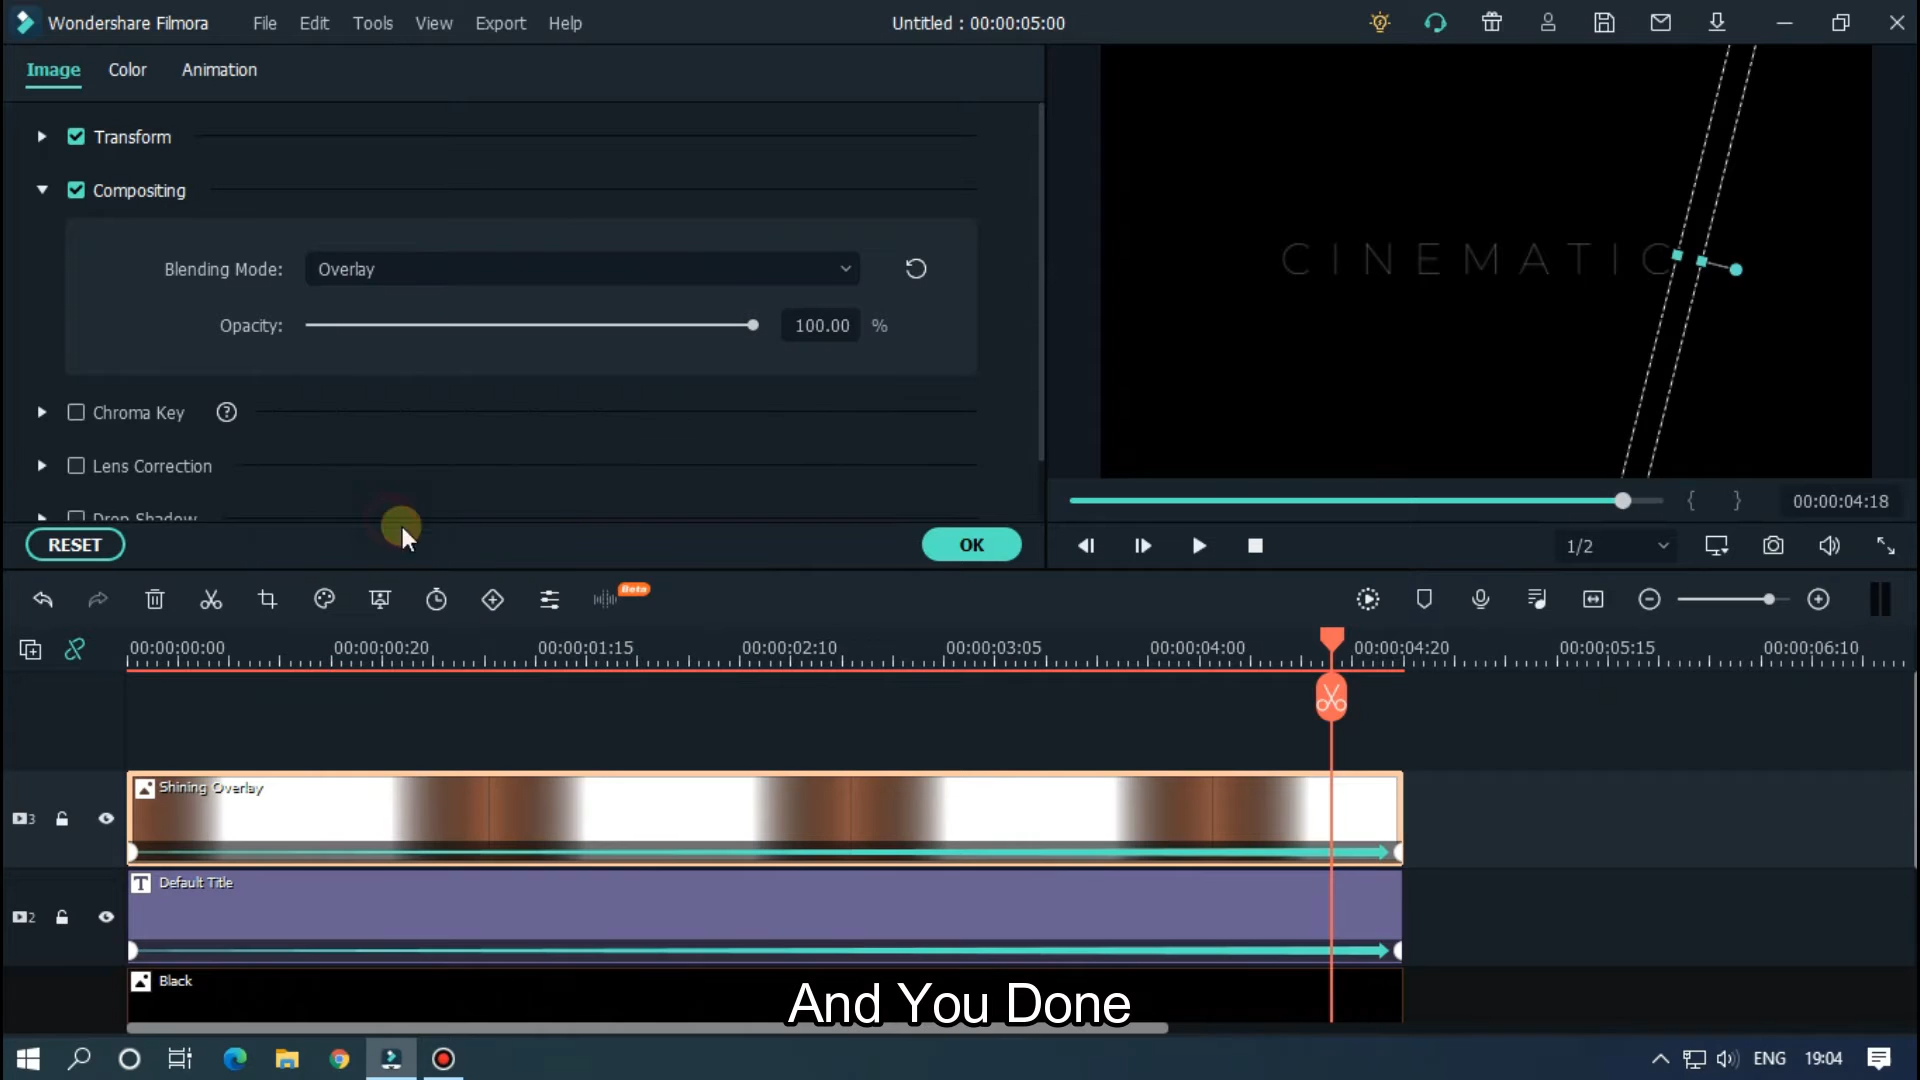 Wondershare Filmora File Edit Tools View Export Help Untitled : 00:00:05:00
Image Color Animation
Transform
Compositing
Blending Mode: Overlay
Opacity: 100.00 %
Chroma Key ?
Lens Correction
Drop Shadow
RESET OK
CINEMATIC
{ } 00:00:04:18
1/2
Beta
00:00:00:00 00:00:00:20 00:00:01:15 00:00:02:10 00:00:03:05 00:00:04:00 00:00:04:20 00:00:05:15 00:00:06:10
3 Shining Overlay
2 T Default Title
Black
And You Done
ENG 19:04